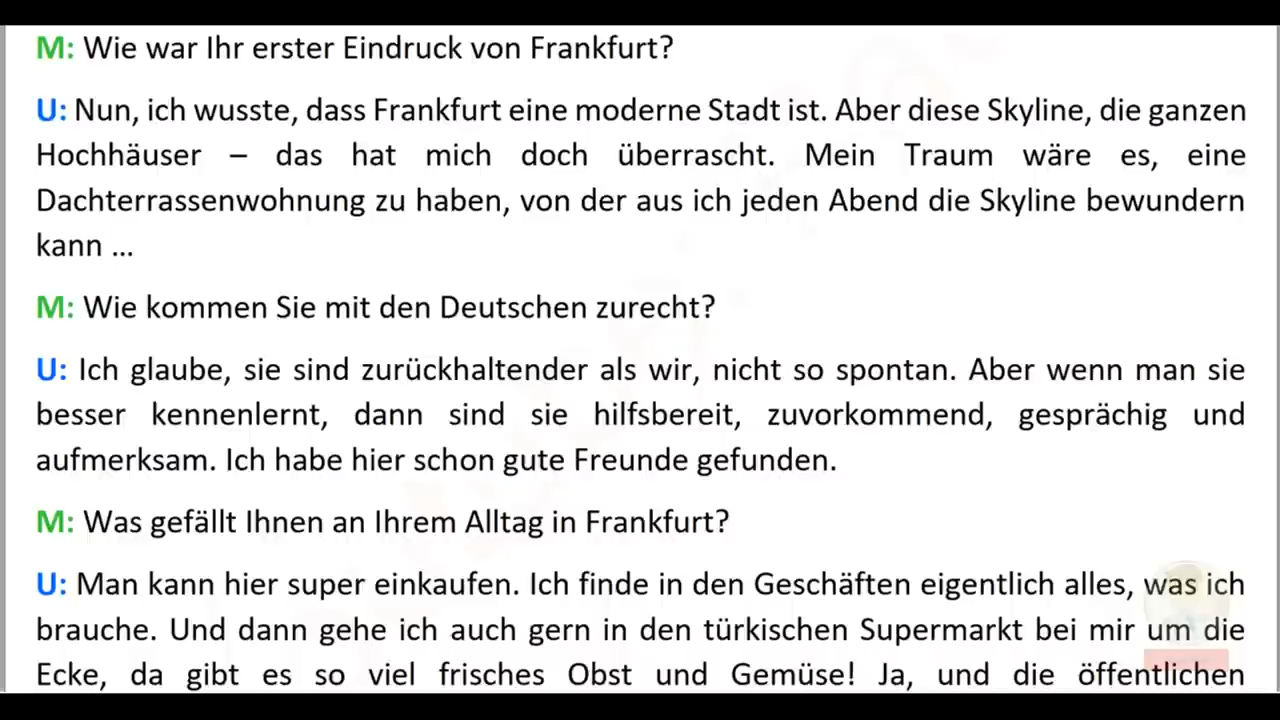 M: Wie war Ihr erster Eindruck von Frankfurt?
U: Nun, ich wusste, dass Frankfurt eine moderne Stadt ist. Aber diese Skyline, die ganzen
Hochhäuser – das hat mich doch überrascht. Mein Traum wäre es, eine
Dachterrassenwohnung zu haben, von der aus ich jeden Abend die Skyline bewundern
kann ...
M: Wie kommen Sie mit den Deutschen zurecht?
U: Ich glaube, sie sind zurückhaltender als wir, nicht so spontan. Aber wenn man sie
besser kennenlernt, dann sind sie hilfsbereit, zuvorkommend, gesprächig und
aufmerksam. Ich habe hier schon gute Freunde gefunden.
M: Was gefällt Ihnen an Ihrem Alltag in Frankfurt?
U: Man kann hier super einkaufen. Ich finde in den Geschäften eigentlich alles, was ich
brauche. Und dann gehe ich auch gern in den türkischen Supermarkt bei mir um die
Ecke, da gibt es so viel frisches Obst und Gemüse! Ja, und die öffentlichen